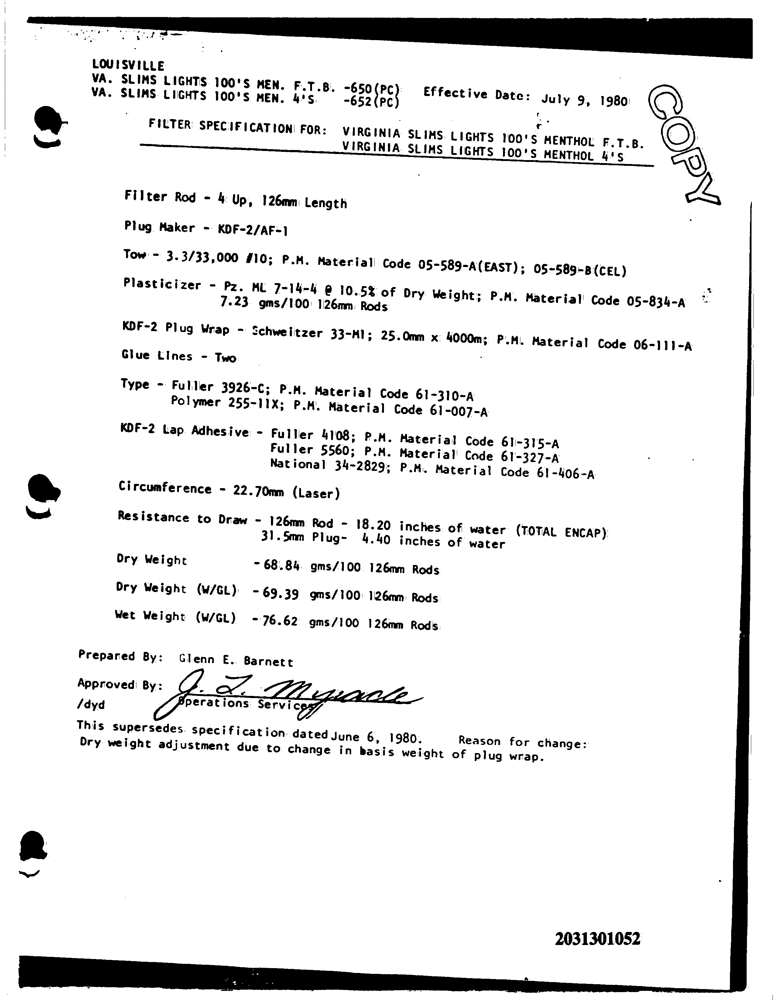 LOUISVILLE
VA. SLIMS LIGHTS 100'S MEN. F.T.B. -650(PC) Effective Date: July 9, 1980
VA. SLIMS LIGHTS 100'S MEN. 4'S -652(PC)
COPY
FILTER SPECIFICATION FOR: VIRGINIA SLIMS LIGHTS 100'S MENTHOL F.T.B.
VIRGINIA SLIMS LIGHTS 100'S MENTHOL 4'S
Filter Rod - 4 Up, 126mm Length
Plug Maker - KDF-2/AF-1
Tow - 3.3/33,000 #10; P.M. Material Code 05-589-A(EAST); 05-589-B(CEL)
Plasticizer - Pz. ML 7-14-4 @ 10.5% of Dry Weight; P.M. Material Code 05-834-A
7.23 gms/100 126mm Rods
KDF-2 Plug Wrap - Schweitzer 33-M1; 25.0mm x 4000m; P.M. Material Code 06-111-A
Glue Lines - Two
Type - Fuller 3926-C; P.M. Material Code 61-310-A
Polymer 255-11X; P.M. Material Code 61-007-A
KDF-2 Lap Adhesive - Fuller 4108; P.M. Material Code 61-315-A
Fuller 5560; P.M. Material Code 61-327-A
National 34-2829; P.M. Material Code 61-406-A
Circumference - 22.70mm (Laser)
Resistance to Draw - 126mm Rod - 18.20 inches of water (TOTAL ENCAP)
31.5mm Plug- 4.40 inches of water
Dry Weight - 68.84 gms/100 126mm Rods
Dry Weight (W/GL) - 69.39 gms/100 126mm Rods
Wet Weight (W/GL) - 76.62 gms/100 126mm Rods
Prepared By: Glenn E. Barnett
Approved By: J. L. Myracle
/dyd Operations Services
This supersedes specification dated June 6, 1980. Reason for change:
Dry weight adjustment due to change in basis weight of plug wrap.
2031301052